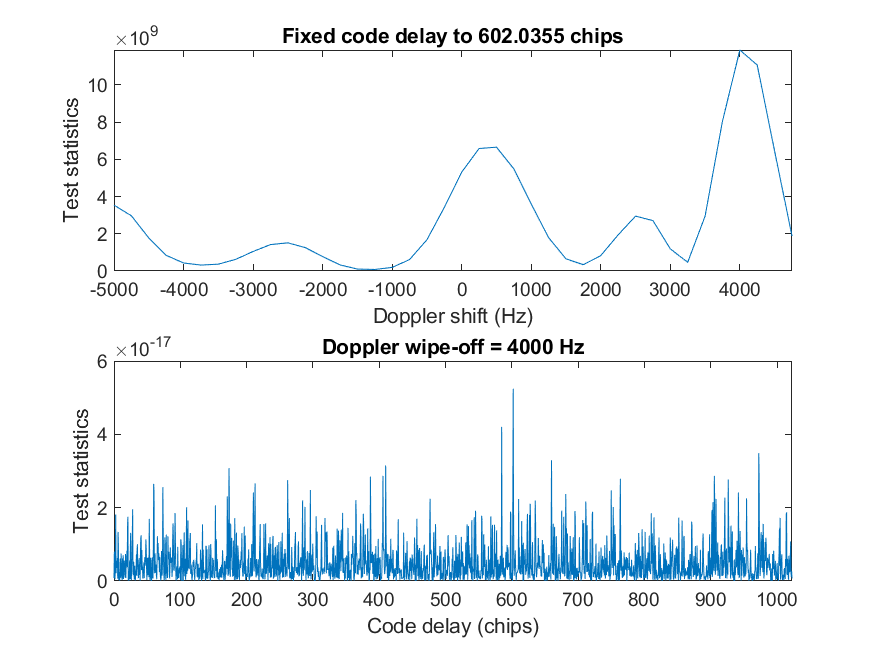 ×10^9
Fixed code delay to 602.0355 chips
10
8
6
4
2
0
Test statistics
-5000 -4000 -3000 -2000 -1000 0 1000 2000 3000 4000
Doppler shift (Hz)
×10^-17
Doppler wipe-off = 4000 Hz
6
4
2
0
Test statistics
0 100 200 300 400 500 600 700 800 900 1000
Code delay (chips)